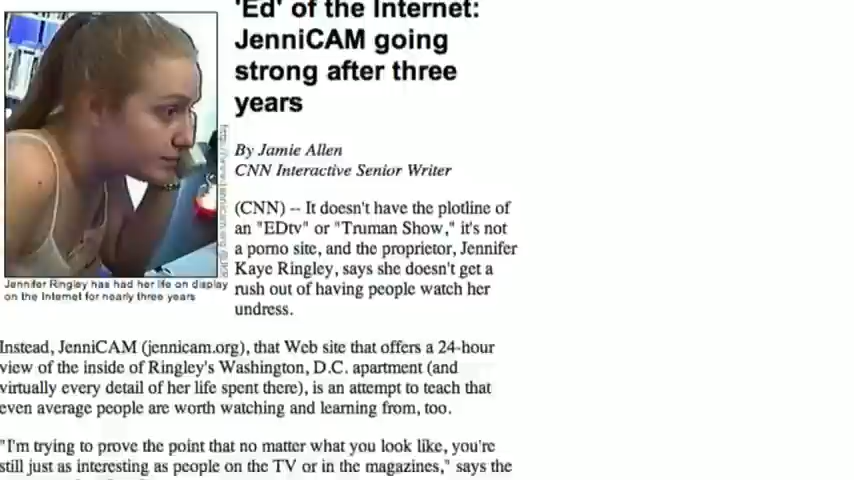 'Ed' of the Internet:
JenniCAM going
strong after three
years
By Jamie Allen
CNN Interactive Senior Writer
(CNN) -- It doesn't have the plotline of
an "EDtv" or "Truman Show," it's not
a porno site, and the proprietor, Jennifer
Kaye Ringley, says she doesn't get a
rush out of having people watch her
undress.
Jennifer Ringley has had her life on display
on the Internet for nearly three years
Instead, JenniCAM (jennicam.org), that Web site that offers a 24-hour
view of the inside of Ringley's Washington, D.C. apartment (and
virtually every detail of her life spent there), is an attempt to teach that
even average people are worth watching and learning from, too.
"I'm trying to prove the point that no matter what you look like, you're
still just as interesting as people on the TV or in the magazines," says the